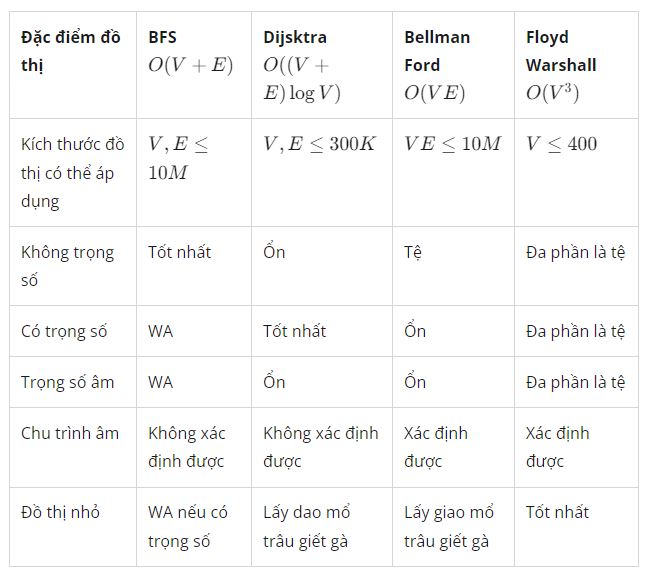 Đặc điểm đồ thị
BFS
O(V + E)
Dijsktra
O((V + E) log V)
Bellman Ford
O(VE)
Floyd Warshall
O(V³)
Kích thước đồ thị có thể áp dụng
V, E ≤ 10M
V, E ≤ 300K
VE ≤ 10M
V ≤ 400
Không trọng số
Tốt nhất
Ổn
Tệ
Đa phần là tệ
Có trọng số
WA
Tốt nhất
Ổn
Đa phần là tệ
Trọng số âm
WA
Ổn
Ổn
Đa phần là tệ
Chu trình âm
Không xác định được
Không xác định được
Xác định được
Xác định được
Đồ thị nhỏ
WA nếu có trọng số
Lấy dao mổ trâu giết gà
Lấy giao mổ trâu giết gà
Tốt nhất